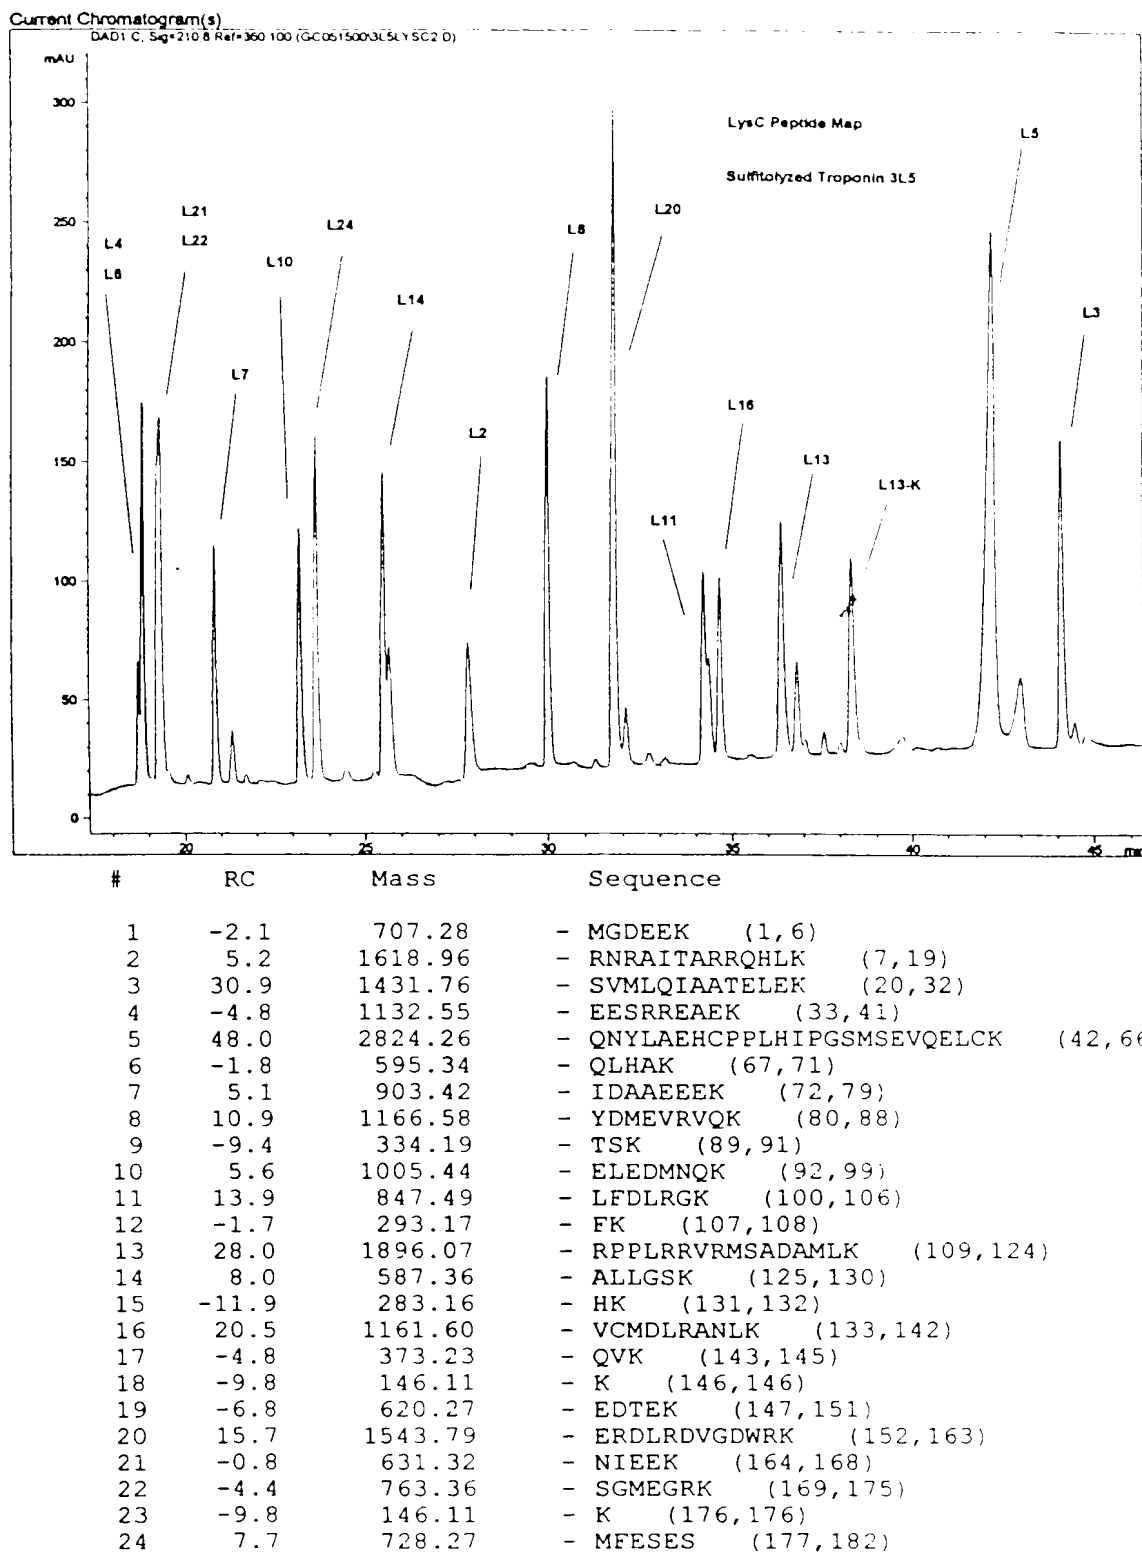 Current Chromatogram(s)
DAD1 C, Sig=210,8 Ref=360,100 (GC051500\3L5LYSC2.D)
mAU
300
250
200
150
100
50
0
LysC Peptide Map
Sulfitolyzed Troponin 3L5
L4
L6
L21
L22
L7
L10
L24
L14
L2
L8
L20
L11
L16
L13
L13-K
L5
L3
20 25 30 35 40 45 min
# RC Mass Sequence
1 -2.1 707.28 - MGDEEK (1,6)
2 5.2 1618.96 - RNRAITARRQHLK (7,19)
3 30.9 1431.76 - SVMLQIAATELEK (20,32)
4 -4.8 1132.55 - EESRREAEK (33,41)
5 48.0 2824.26 - QNYLAEHCPPLHIPGSMSEVQELCK (42,66
6 -1.8 595.34 - QLHAK (67,71)
7 5.1 903.42 - IDAAEEEK (72,79)
8 10.9 1166.58 - YDMEVRVQK (80,88)
9 -9.4 334.19 - TSK (89,91)
10 5.6 1005.44 - ELEDMNQK (92,99)
11 13.9 847.49 - LFDLRGK (100,106)
12 -1.7 293.17 - FK (107,108)
13 28.0 1896.07 - RPPLRRVRMSADAMLK (109,124)
14 8.0 587.36 - ALLGSK (125,130)
15 -11.9 283.16 - HK (131,132)
16 20.5 1161.60 - VCMDLRANLK (133,142)
17 -4.8 373.23 - QVK (143,145)
18 -9.8 146.11 - K (146,146)
19 -6.8 620.27 - EDTEK (147,151)
20 15.7 1543.79 - ERDLRDVGDWRK (152,163)
21 -0.8 631.32 - NIEEK (164,168)
22 -4.4 763.36 - SGMEGRK (169,175)
23 -9.8 146.11 - K (176,176)
24 7.7 728.27 - MFESES (177,182)